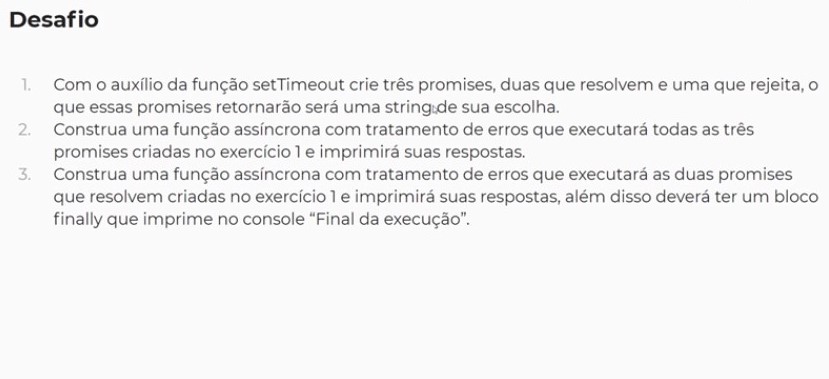 Desafio
1. Com o auxílio da função setTimeout crie três promises, duas que resolvem e uma que rejeita, o
que essas promises retornarão será uma string de sua escolha.
2. Construa uma função assíncrona com tratamento de erros que executará todas as três
promises criadas no exercício 1 e imprimirá suas respostas.
3. Construa uma função assíncrona com tratamento de erros que executará as duas promises
que resolvem criadas no exercício 1 e imprimirá suas respostas, além disso deverá ter um bloco
finally que imprime no console “Final da execução”.